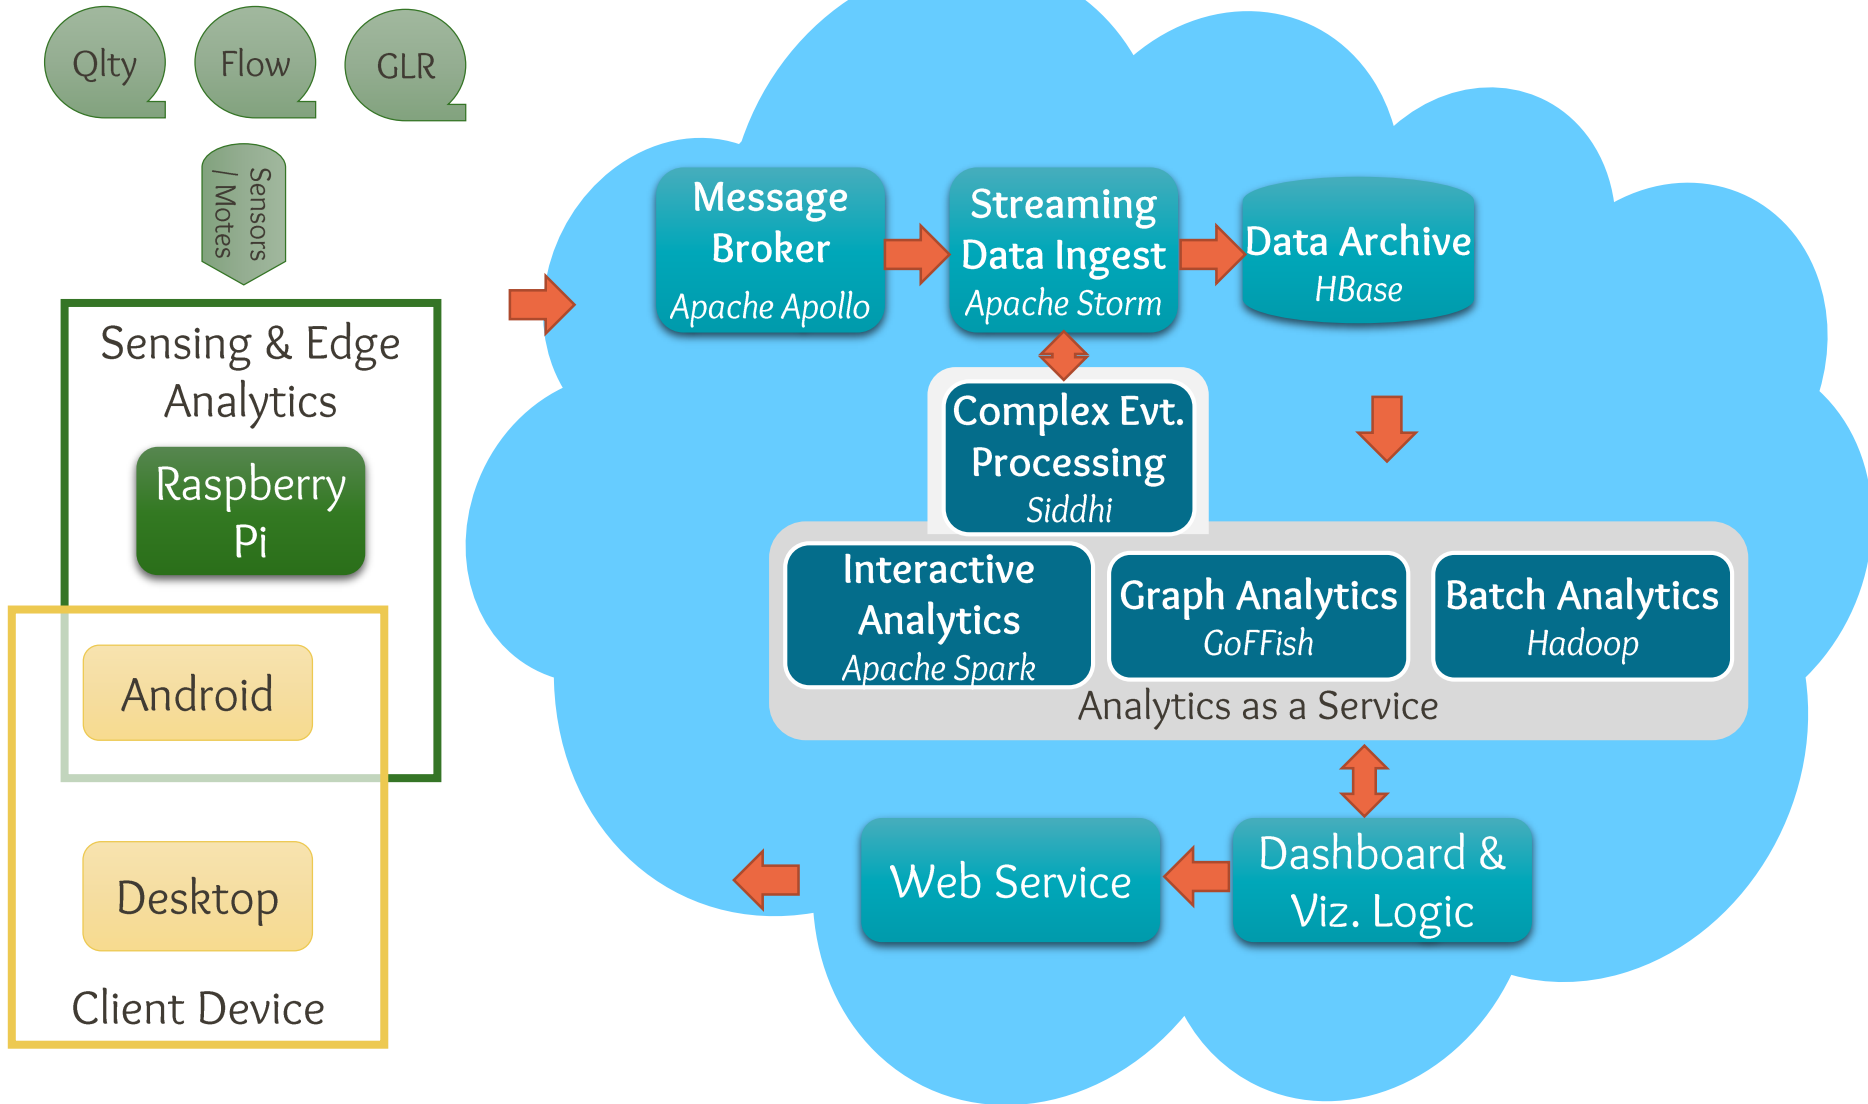 Qlty
Flow
GLR
Sensors
/ Motes
Sensing & Edge
Analytics
Raspberry
Pi
Android
Desktop
Client Device
Message
Broker
Apache Apollo
Streaming
Data Ingest
Apache Storm
Data Archive
HBase
Complex Evt.
Processing
Siddhi
Interactive
Analytics
Apache Spark
Graph Analytics
GoFFish
Batch Analytics
Hadoop
Analytics as a Service
Web Service
Dashboard &
Viz. Logic